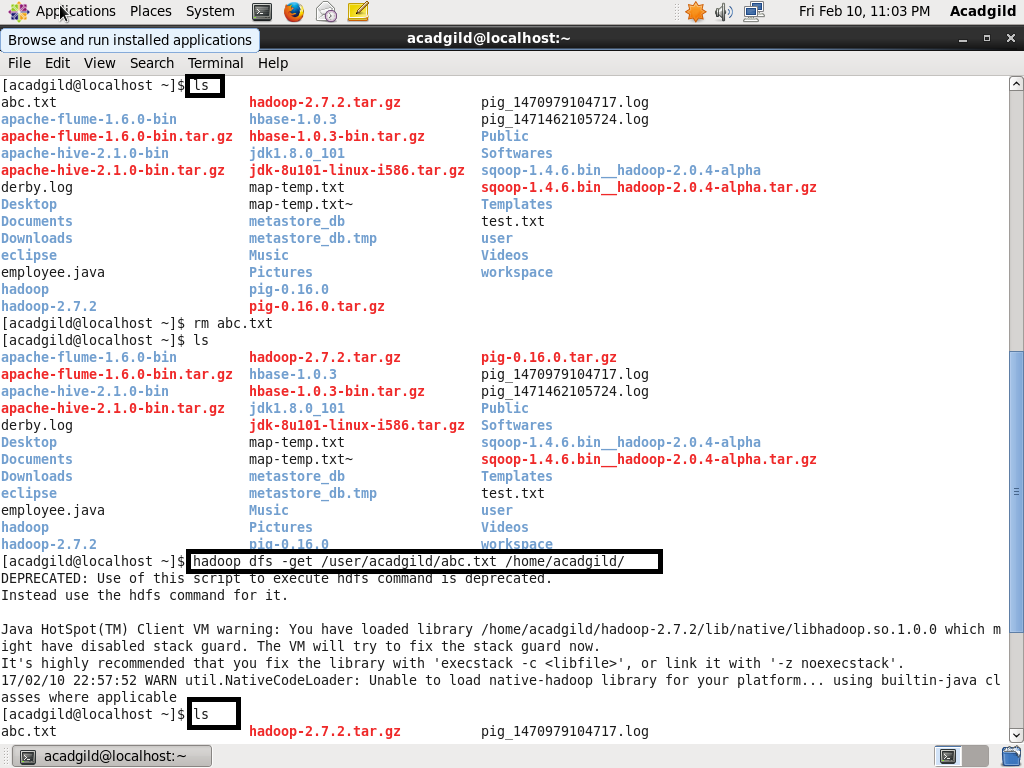 Applications Places System Fri Feb 10, 11:03 PM Acadgild
Browse and run installed applications
acadgild@localhost:~
File Edit View Search Terminal Help
[acadgild@localhost ~]$ ls
abc.txt hadoop-2.7.2.tar.gz pig_1470979104717.log
apache-flume-1.6.0-bin hbase-1.0.3 pig_1471462105724.log
apache-flume-1.6.0-bin.tar.gz hbase-1.0.3-bin.tar.gz Public
apache-hive-2.1.0-bin jdk1.8.0_101 Softwares
apache-hive-2.1.0-bin.tar.gz jdk-8u101-linux-i586.tar.gz sqoop-1.4.6.bin__hadoop-2.0.4-alpha
derby.log map-temp.txt sqoop-1.4.6.bin__hadoop-2.0.4-alpha.tar.gz
Desktop map-temp.txt~ Templates
Documents metastore_db test.txt
Downloads metastore_db.tmp user
eclipse Music Videos
employee.java Pictures workspace
hadoop pig-0.16.0
hadoop-2.7.2 pig-0.16.0.tar.gz
[acadgild@localhost ~]$ rm abc.txt
[acadgild@localhost ~]$ ls
apache-flume-1.6.0-bin hadoop-2.7.2.tar.gz pig-0.16.0.tar.gz
apache-flume-1.6.0-bin.tar.gz hbase-1.0.3 pig_1470979104717.log
apache-hive-2.1.0-bin hbase-1.0.3-bin.tar.gz pig_1471462105724.log
apache-hive-2.1.0-bin.tar.gz jdk1.8.0_101 Public
derby.log jdk-8u101-linux-i586.tar.gz Softwares
Desktop map-temp.txt sqoop-1.4.6.bin__hadoop-2.0.4-alpha
Documents map-temp.txt~ sqoop-1.4.6.bin__hadoop-2.0.4-alpha.tar.gz
Downloads metastore_db Templates
eclipse metastore_db.tmp test.txt
employee.java Music user
hadoop Pictures Videos
hadoop-2.7.2 pig-0.16.0 workspace
[acadgild@localhost ~]$ hadoop dfs -get /user/acadgild/abc.txt /home/acadgild/
DEPRECATED: Use of this script to execute hdfs command is deprecated.
Instead use the hdfs command for it.
Java HotSpot(TM) Client VM warning: You have loaded library /home/acadgild/hadoop-2.7.2/lib/native/libhadoop.so.1.0.0 which m
ight have disabled stack guard. The VM will try to fix the stack guard now.
It's highly recommended that you fix the library with 'execstack -c <libfile>', or link it with '-z noexecstack'.
17/02/10 22:57:52 WARN util.NativeCodeLoader: Unable to load native-hadoop library for your platform... using builtin-java cl
asses where applicable
[acadgild@localhost ~]$ ls
abc.txt hadoop-2.7.2.tar.gz pig_1470979104717.log
acadgild@localhost:~